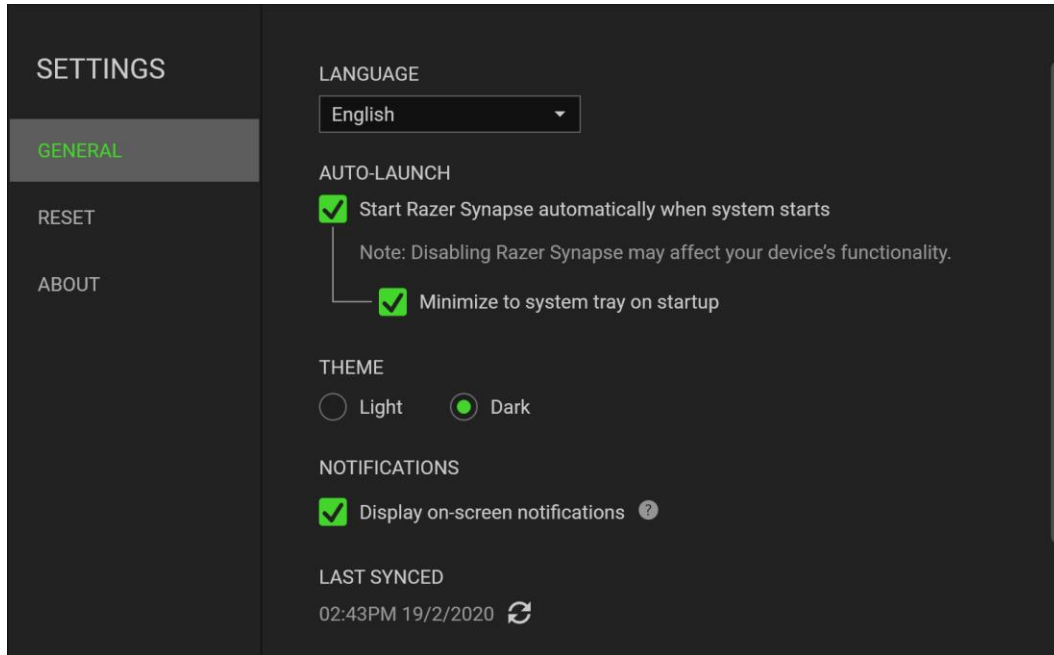 SETTINGS
GENERAL
RESET
ABOUT
LANGUAGE
English
AUTO-LAUNCH
Start Razer Synapse automatically when system starts
Note: Disabling Razer Synapse may affect your device’s functionality.
Minimize to system tray on startup
THEME
Light Dark
NOTIFICATIONS
Display on-screen notifications ?
LAST SYNCED
02:43PM 19/2/2020